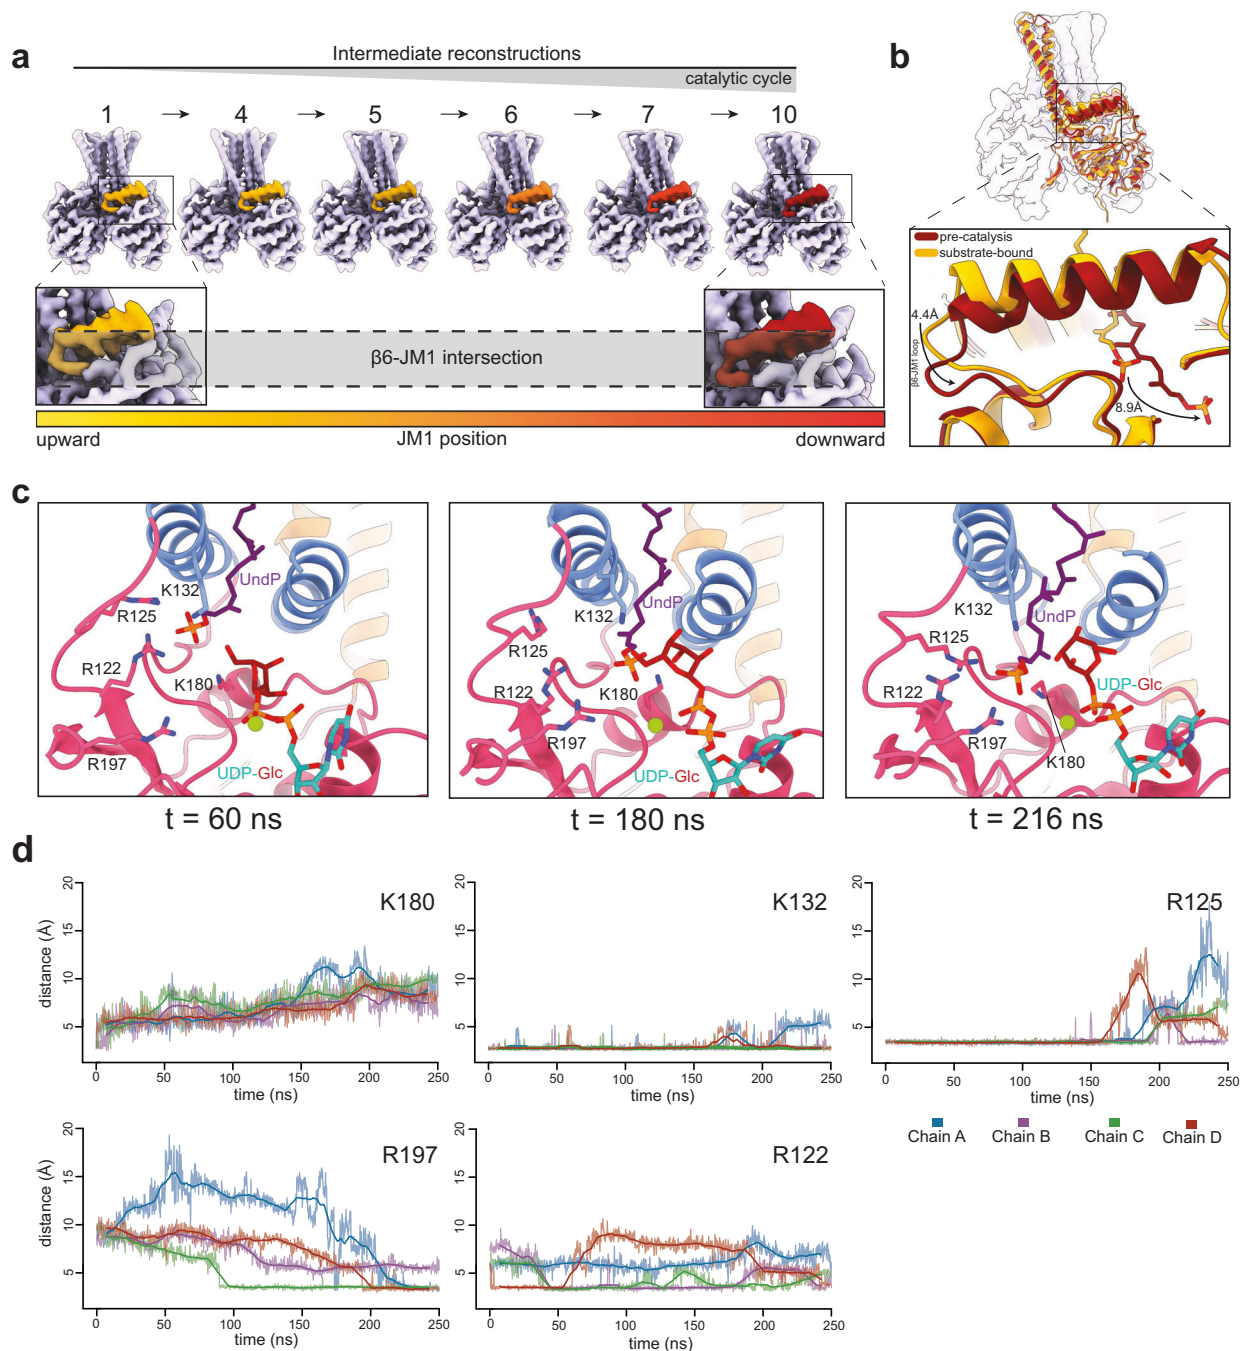 a
Intermediate reconstructions
catalytic cycle
1 → 4 → 5 → 6 → 7 → 10
β6-JM1 intersection
upward JM1 position downward
b
pre-catalysis
substrate-bound
4.4Å
β6-JM1 loop
8.9Å
c
K132
UndP
R125
R122
K180
R197
UDP-Glc
t = 60 ns
UndP
K132
R125
R122
K180
R197
UDP-Glc
t = 180 ns
K132
UndP
R125
R122
UDP-Glc
R197
K180
t = 216 ns
d
K180
distance (Å)
20
15
10
5
0 50 100 150 200 250
time (ns)
K132
20
15
10
5
0 50 100 150 200 250
time (ns)
R125
20
15
10
5
0 50 100 150 200 250
time (ns)
Chain A Chain B Chain C Chain D
R197
distance (Å)
20
15
10
5
0 50 100 150 200 250
time (ns)
R122
20
15
10
5
0 50 100 150 200 250
time (ns)